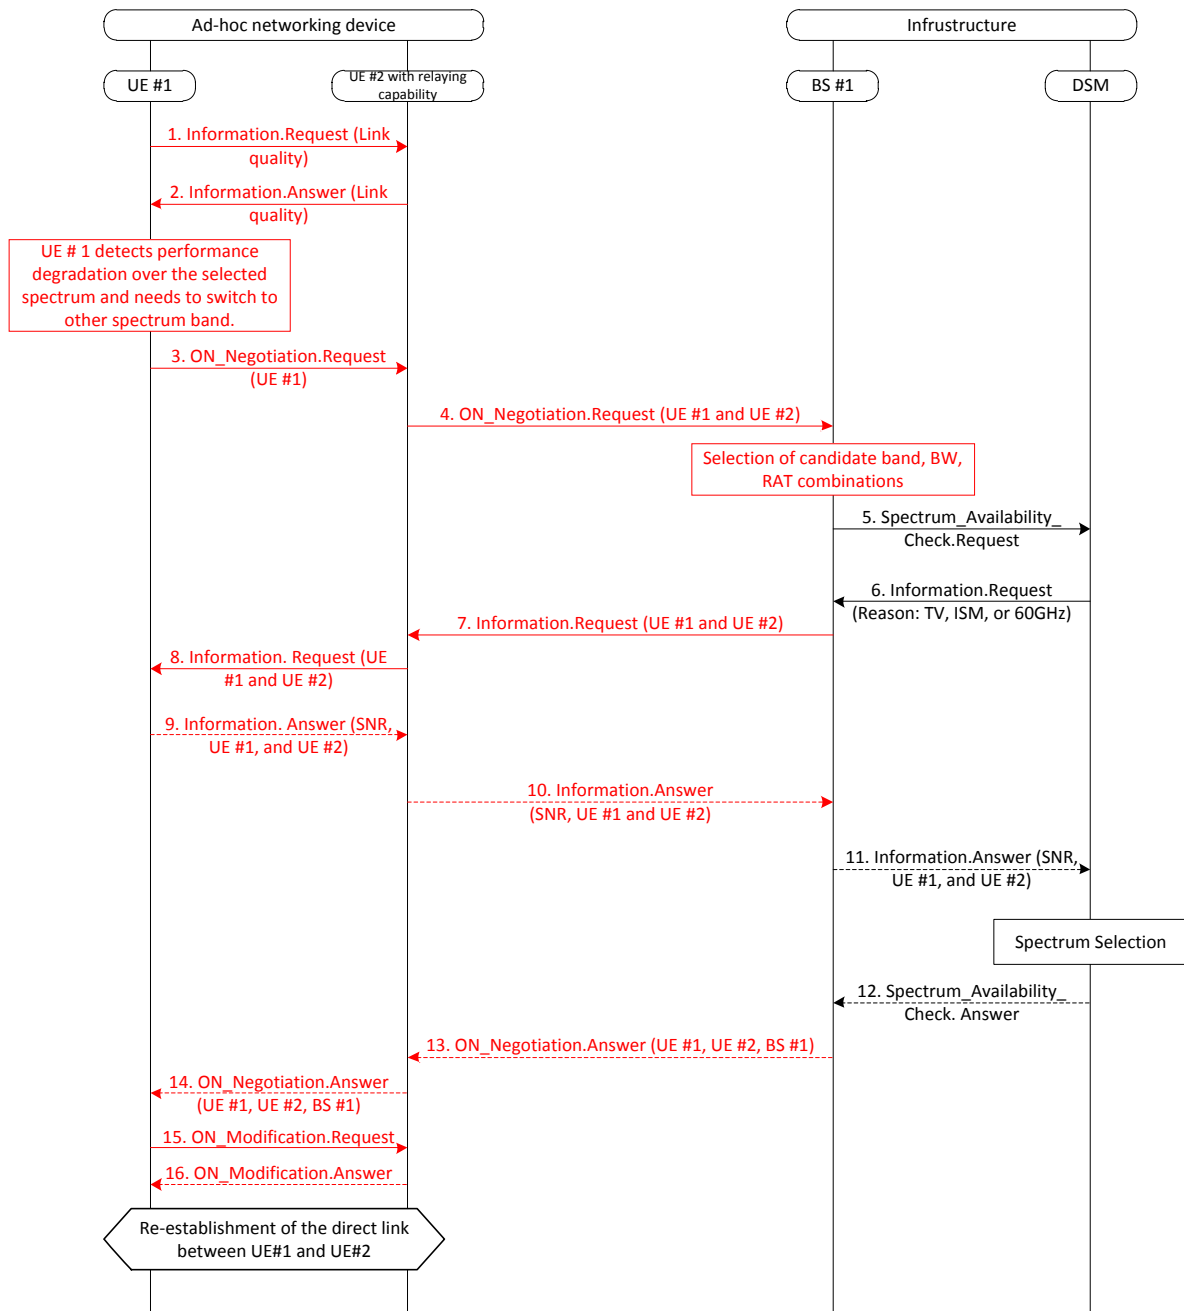 Ad-hoc networking device
Infrustructure
UE #1
UE #2 with relaying
capability
BS #1
DSM
1. Information.Request (Link
quality)
2. Information.Answer (Link
quality)
UE # 1 detects performance
degradation over the selected
spectrum and needs to switch to
other spectrum band.
3. ON_Negotiation.Request
(UE #1)
4. ON_Negotiation.Request (UE #1 and UE #2)
Selection of candidate band, BW,
RAT combinations
5. Spectrum_Availability_
Check.Request
6. Information.Request
(Reason: TV, ISM, or 60GHz)
7. Information.Request (UE #1 and UE #2)
8. Information. Request (UE
#1 and UE #2)
9. Information. Answer (SNR,
UE #1, and UE #2)
10. Information.Answer
(SNR, UE #1 and UE #2)
11. Information.Answer (SNR,
UE #1, and UE #2)
Spectrum Selection
12. Spectrum_Availability_
Check. Answer
13. ON_Negotiation.Answer (UE #1, UE #2, BS #1)
14. ON_Negotiation.Answer
(UE #1, UE #2, BS #1)
15. ON_Modification.Request
16. ON_Modification.Answer
Re-establishment of the direct link
between UE#1 and UE#2